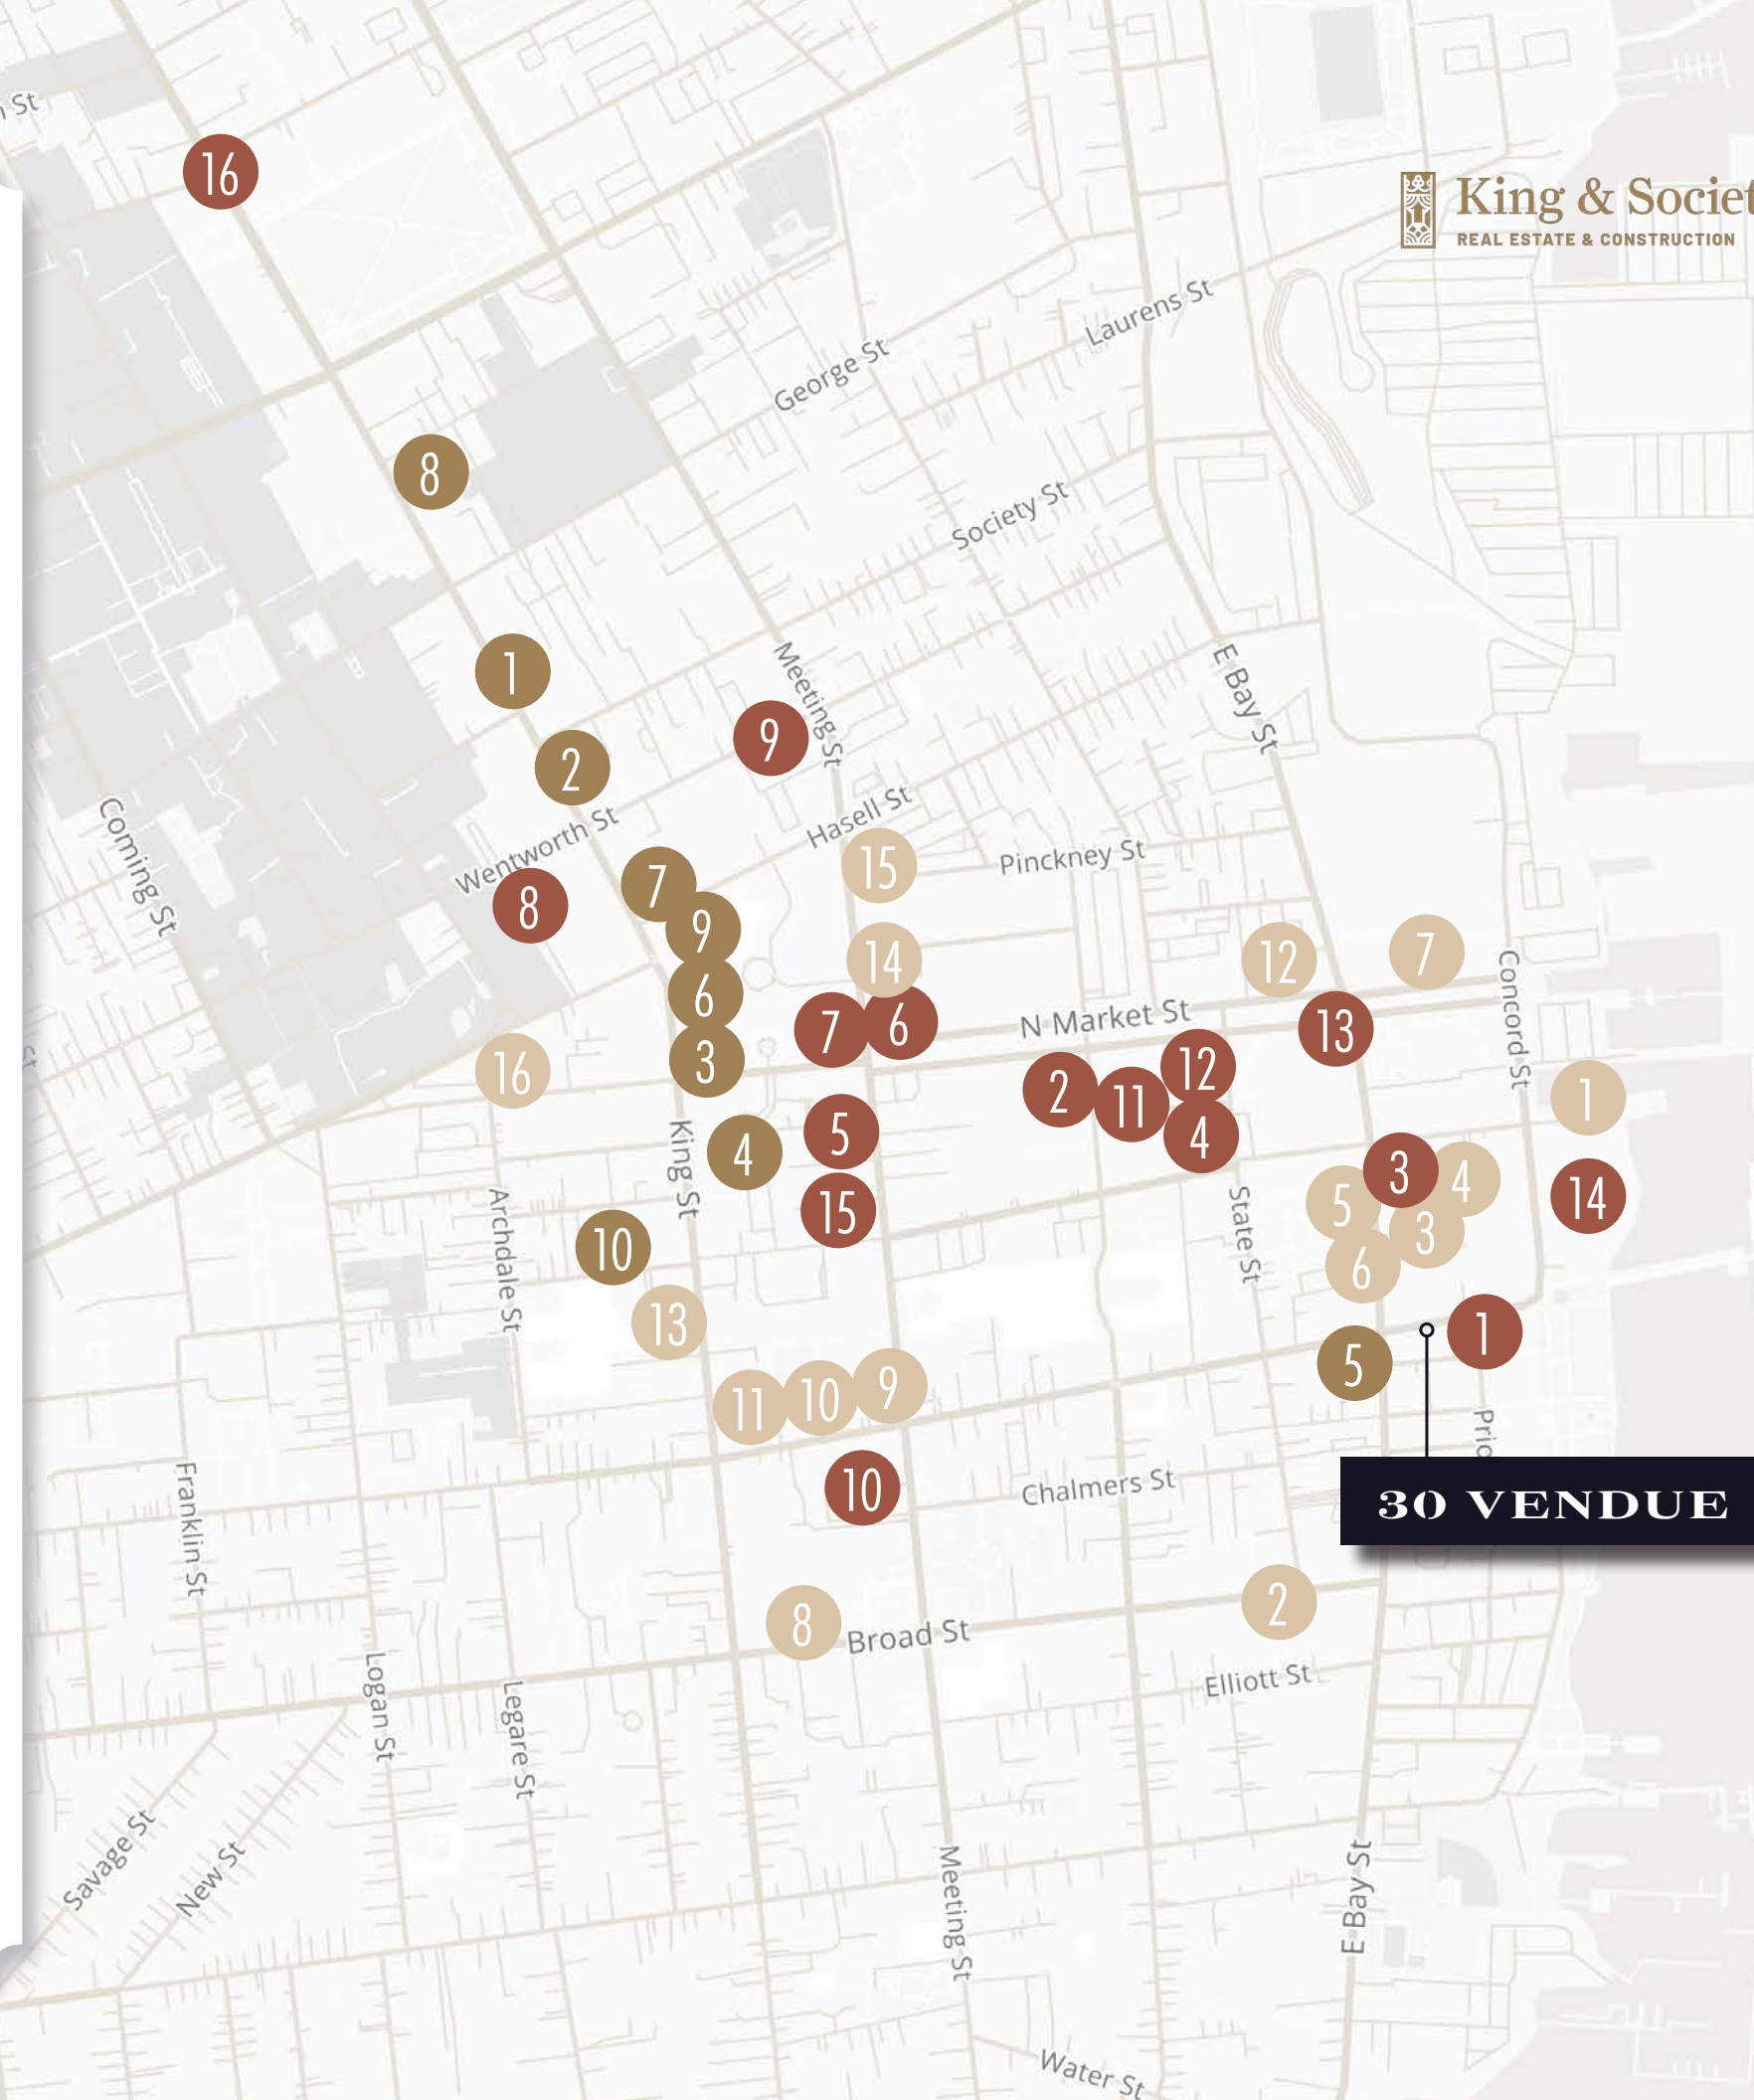 St
16
King & Societ
REAL ESTATE & CONSTRUCTION
Laurens St
George St
8
Society St
1
Meeting St
E Bay St
9
2
Coming St
Hasell St
Wentworth St
15
Pinckney St
7
8
9
14
12
7
Concord St
6
N Market St
7
6
13
3
16
12
2
11
1
5
4
4
King St
3
4
14
5
15
State St
3
Archdale St
10
6
13
1
5
9
10
11
Prio
10
Chalmers St
Franklin St
30 VENDUE
2
8
Broad St
Elliott St
Logan St
Legare St
Savage St
New St
Meeting St
E Bay St
Water St